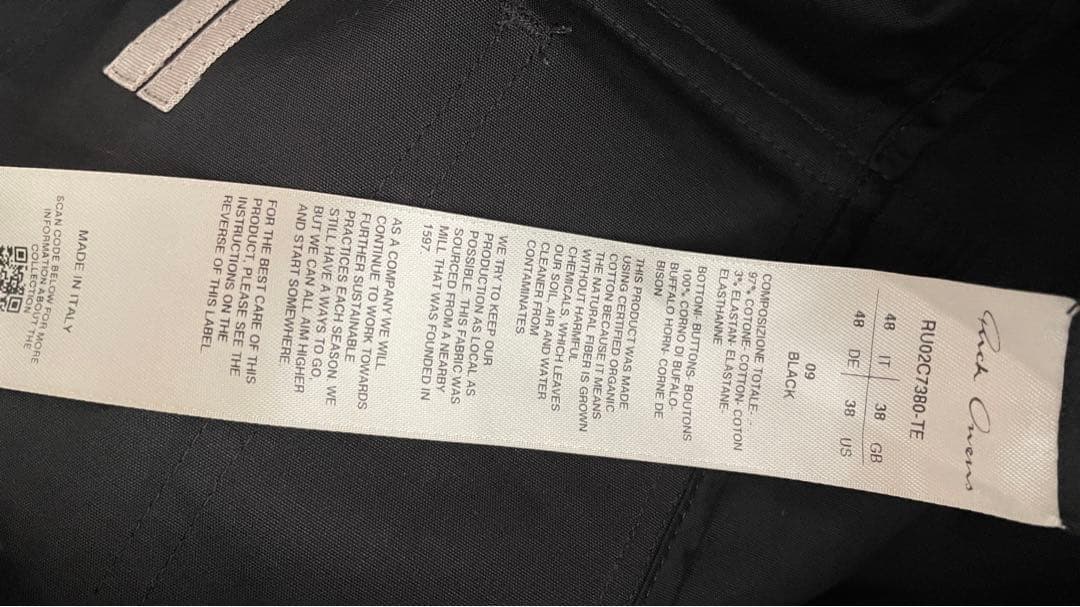 Rick Owens
RU02C7380-TE
48 IT 38 GB
48 DE 38 US
09
BLACK
COMPOSIZIONE TOTALE-
97% COTONE- COTTON- COTON
3% ELASTAN- ELASTANE-
ELASTHANNE
BOTTONI- BUTTONS- BOUTONS
100% CORNO DI BUFALO-
BUFFALO HORN- CORNE DE
BISON
THIS PRODUCT WAS MADE
USING CERTIFIED ORGANIC
COTTON BECAUSE IT MEANS
THE NATURAL FIBER IS GROWN
WITHOUT HARMFUL
CHEMICALS, WHICH LEAVES
OUR SOIL, AIR AND WATER
CLEANER FROM
CONTAMINATES.
WE TRY TO KEEP OUR
PRODUCTION AS LOCAL AS
POSSIBLE. THIS FABRIC WAS
SOURCED FROM A NEARBY
MILL THAT WAS FOUNDED IN
1597.
AS A COMPANY WE WILL
CONTINUE TO WORK TOWARDS
FURTHER SUSTAINABLE
PRACTICES EACH SEASON. WE
STILL HAVE A WAYS TO GO,
BUT WE CAN ALL AIM HIGHER
AND START SOMEWHERE.
FOR THE BEST CARE OF THIS
PRODUCT, PLEASE SEE THE
INSTRUCTIONS ON THE
REVERSE OF THIS LABEL.
MADE IN ITALY
SCAN CODE BELOW FOR MORE
INFORMATION ABOUT THE
COLLECTION